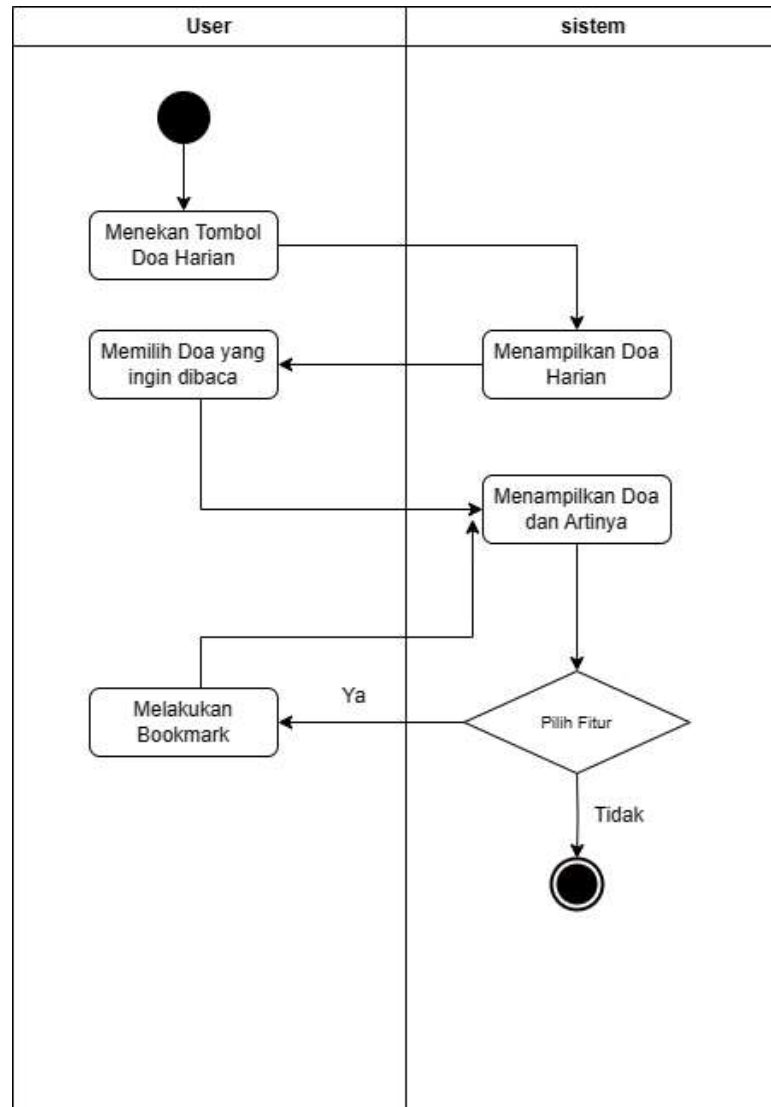 User
sistem
Menekan Tombol
Doa Harian
Memilih Doa yang
ingin dibaca
Menampilkan Doa
Harian
Menampilkan Doa
dan Artinya
Melakukan
Bookmark
Ya
Pilih Fitur
Tidak